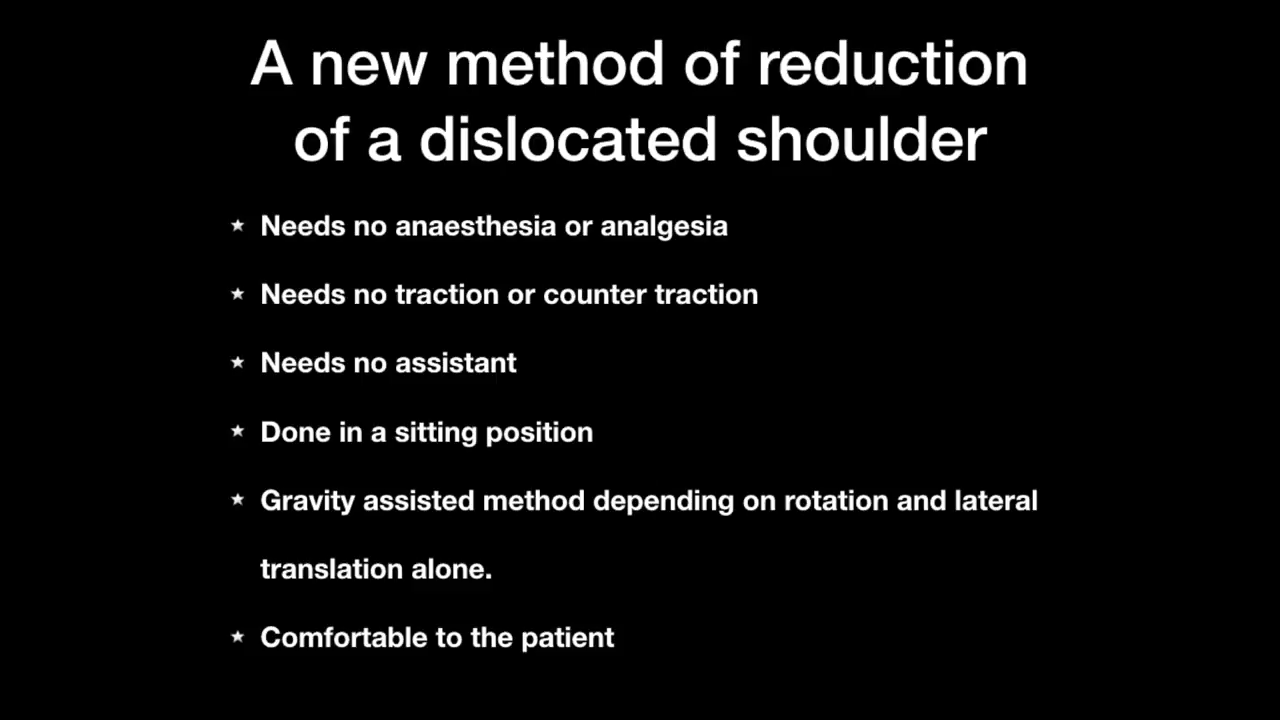 A new method of reduction
of a dislocated shoulder
★ Needs no anaesthesia or analgesia
★ Needs no traction or counter traction
★ Needs no assistant
★ Done in a sitting position
★ Gravity assisted method depending on rotation and lateral
translation alone.
★ Comfortable to the patient